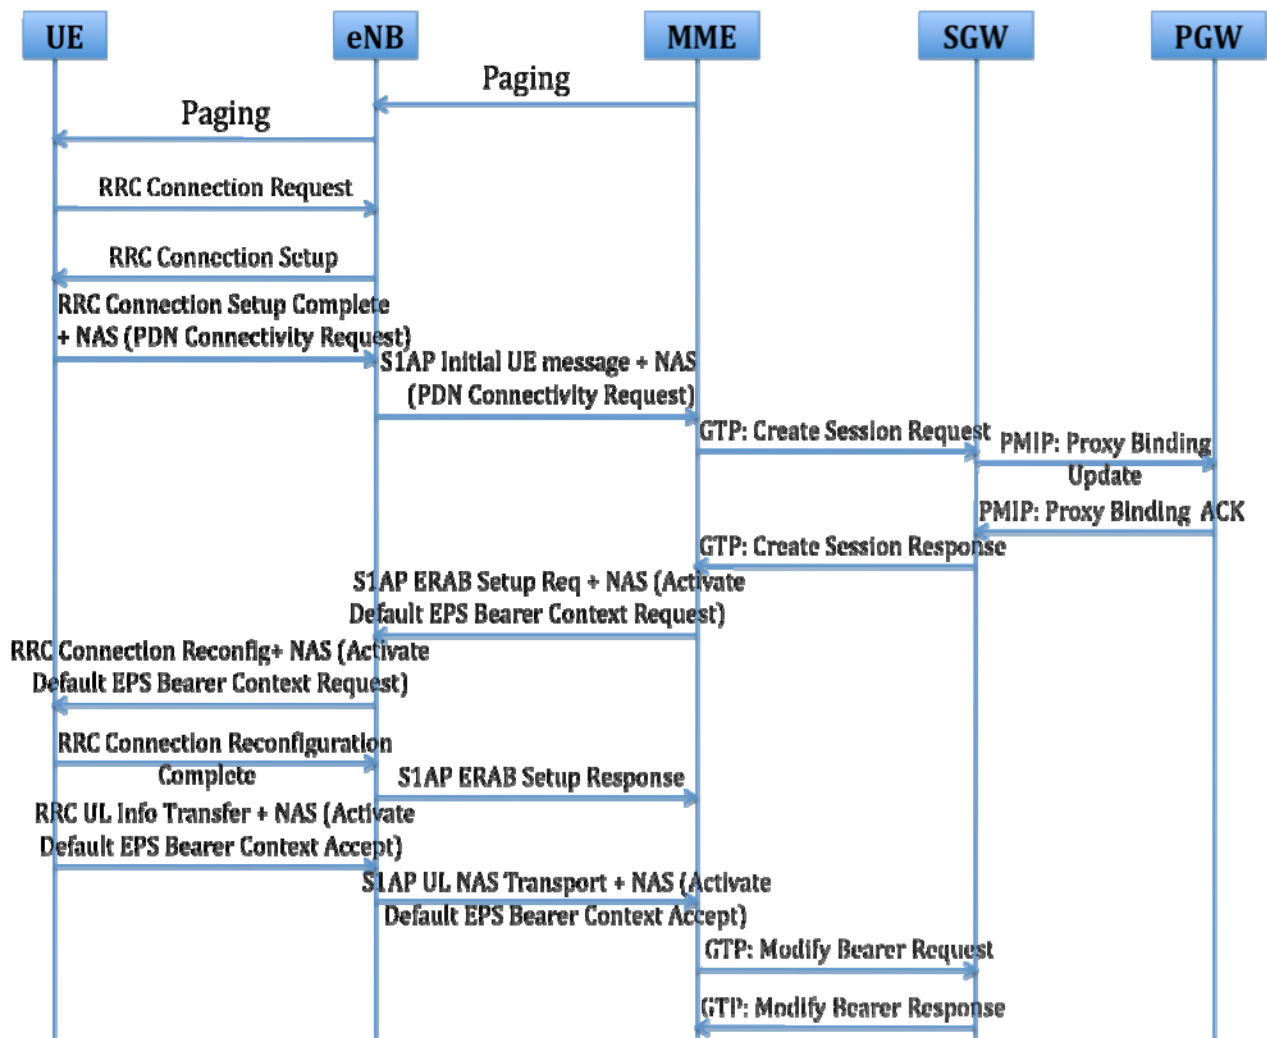 UE
eNB
MME
SGW
PGW
Paging
Paging
RRC Connection Request
RRC Connection Setup
RRC Connection Setup Complete
+ NAS (PDN Connectivity Request)
S1AP Initial UE message + NAS
(PDN Connectivity Request)
GTP: Create Session Request
PMIP: Proxy Binding
Update
PMIP: Proxy Binding ACK
GTP: Create Session Response
S1AP ERAB Setup Req + NAS (Activate
Default EPS Bearer Context Request)
RRC Connection Reconfig+ NAS (Activate
Default EPS Bearer Context Request)
RRC Connection Reconfiguration
Complete
S1AP ERAB Setup Response
RRC UL Info Transfer + NAS (Activate
Default EPS Bearer Context Accept)
S1AP UL NAS Transport + NAS (Activate
Default EPS Bearer Context Accept)
GTP: Modify Bearer Request
GTP: Modify Bearer Response